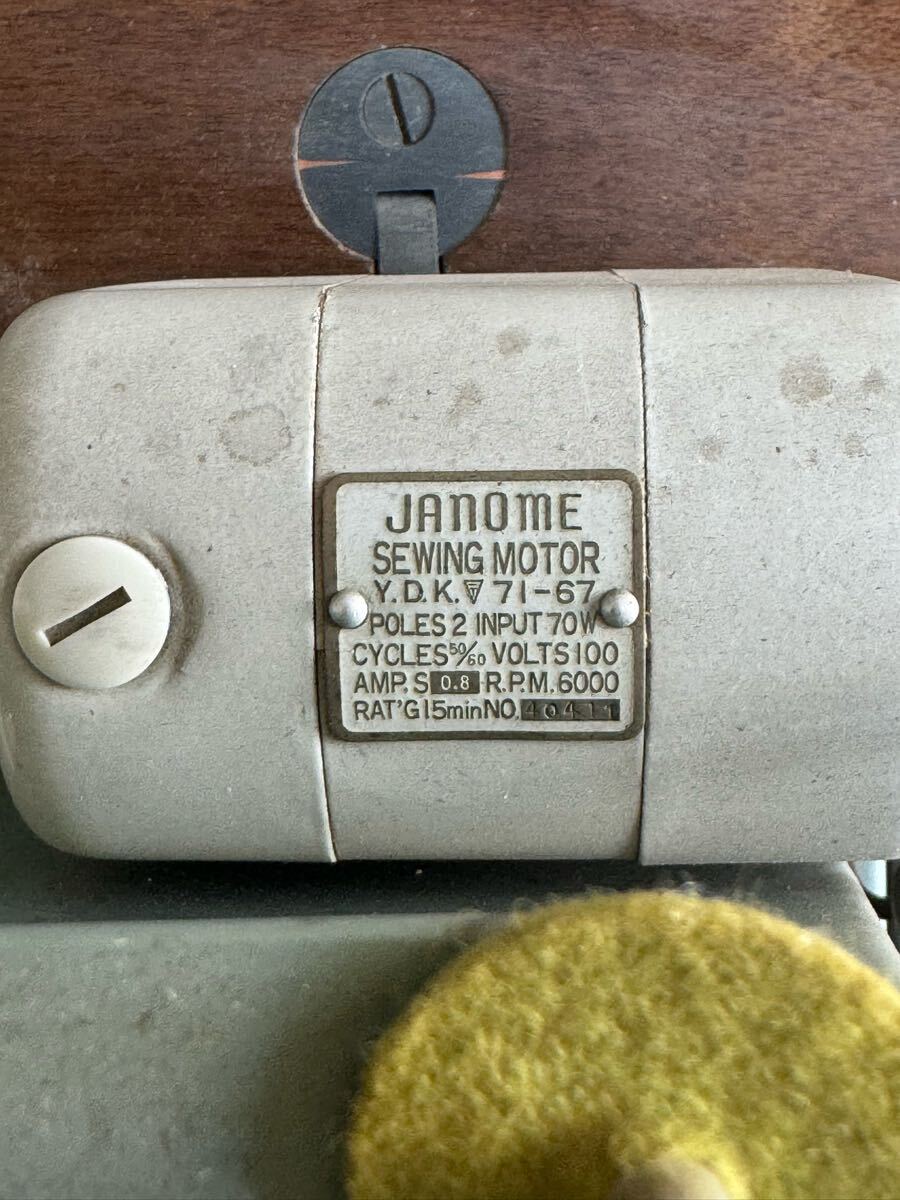 JANOME
SEWING MOTOR
Y.D.K. 71-67
POLES 2 INPUT 70W
CYCLES 50/60 VOLTS 100
AMP.S 0.8 R.P.M. 6000
RAT'G 15min NO. 40411